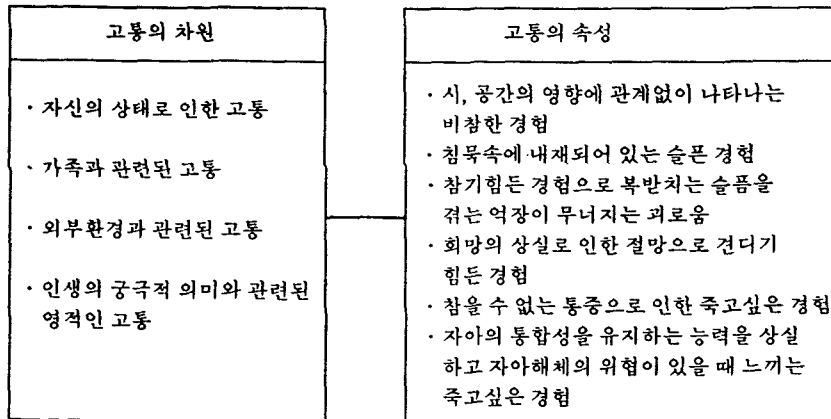 고통의 차원
· 자신의 상태로 인한 고통
· 가족과 관련된 고통
· 외부환경과 관련된 고통
· 인생의 궁극적 의미와 관련된
영적인 고통
고통의 속성
· 시, 공간의 영향에 관계없이 나타나는
비참한 경험
· 침묵속에 내재되어 있는 슬픈 경험
· 참기힘든 경험으로 복받치는 슬픔을
겪는 억장이 무너지는 괴로움
· 희망의 상실로 인한 절망으로 견디기
힘든 경험
· 참을 수 없는 통증으로 인한 죽고싶은 경험
· 자아의 통합성을 유지하는 능력을 상실
하고 자아해체의 위협이 있을 때 느끼는
죽고싶은 경험